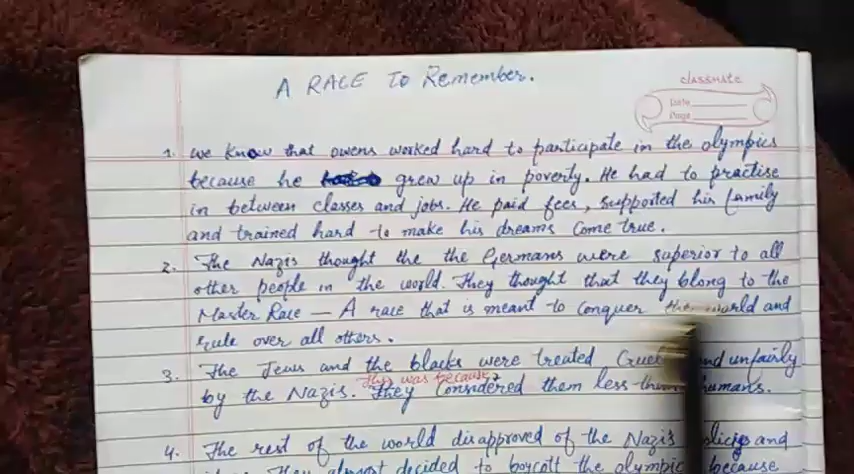 A RACE TO Remember.
classmate
Date
Page
1. we know that owens worked hard to participate in the olympics
because he grew up in poverty. He had to practise
in between classes and jobs. He paid fees, supported his family
and trained hard to make his dreams come true.
2. The Nazis thought the the Germans were superior to all
other people in the world. They thought that they blong to the
Master Race — A race that is meant to conquer the world and
rule over all others.
3. The Jews and the blacks were treated and unfairly
This was because
by the Nazis. They considered them less humans.
4. The rest of the world disapproved of the Nazis and
They almost decided to boycott the because